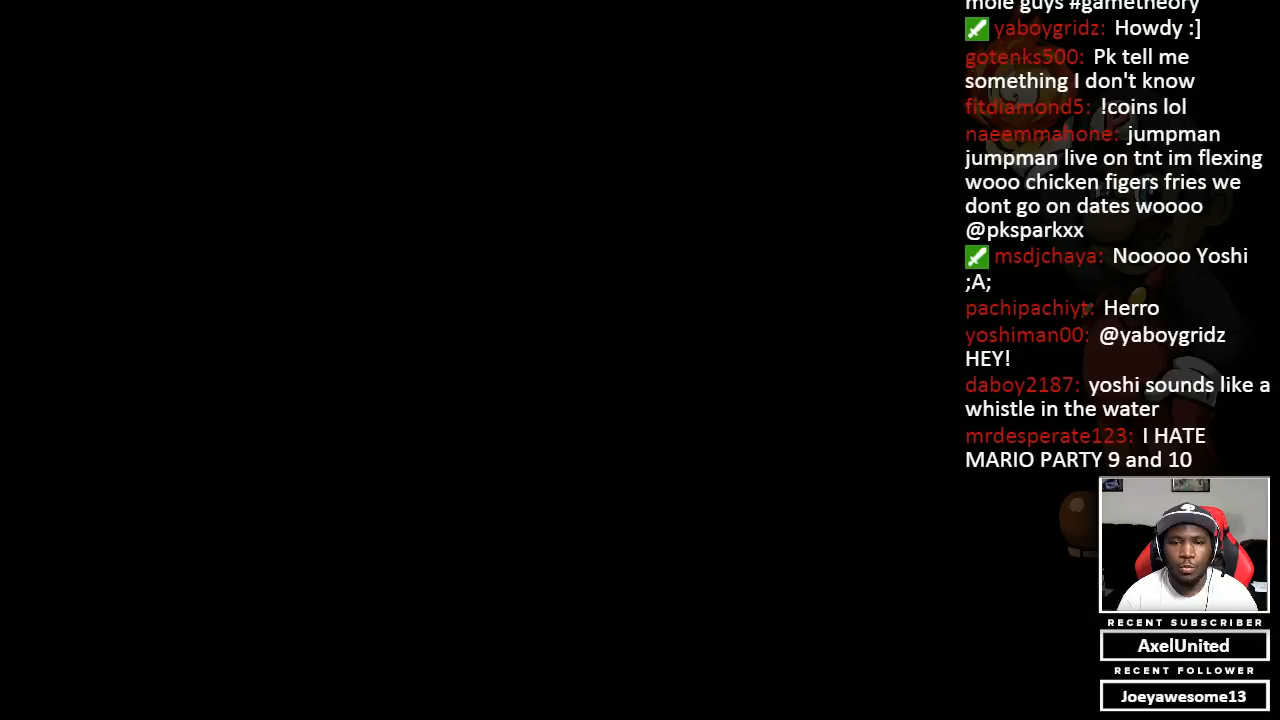 mole guys #gametheory
yaboygridz: Howdy :]
gotenks500: Pk tell me
something I don't know
fitdiamond5: !coins lol
naeemmahone: jumpman
jumpman live on tnt im flexing
wooo chicken figers fries we
dont go on dates woooo
@pksparkxx
msdjchaya: Nooooo Yoshi
;A;
pachipachiyt: Herro
yoshiman00: @yaboygridz
HEY!
daboy2187: yoshi sounds like a
whistle in the water
mrdesperate123: I HATE
MARIO PARTY 9 and 10
RECENT SUBSCRIBER
AxelUnited
RECENT FOLLOWER
Joeyawesome13